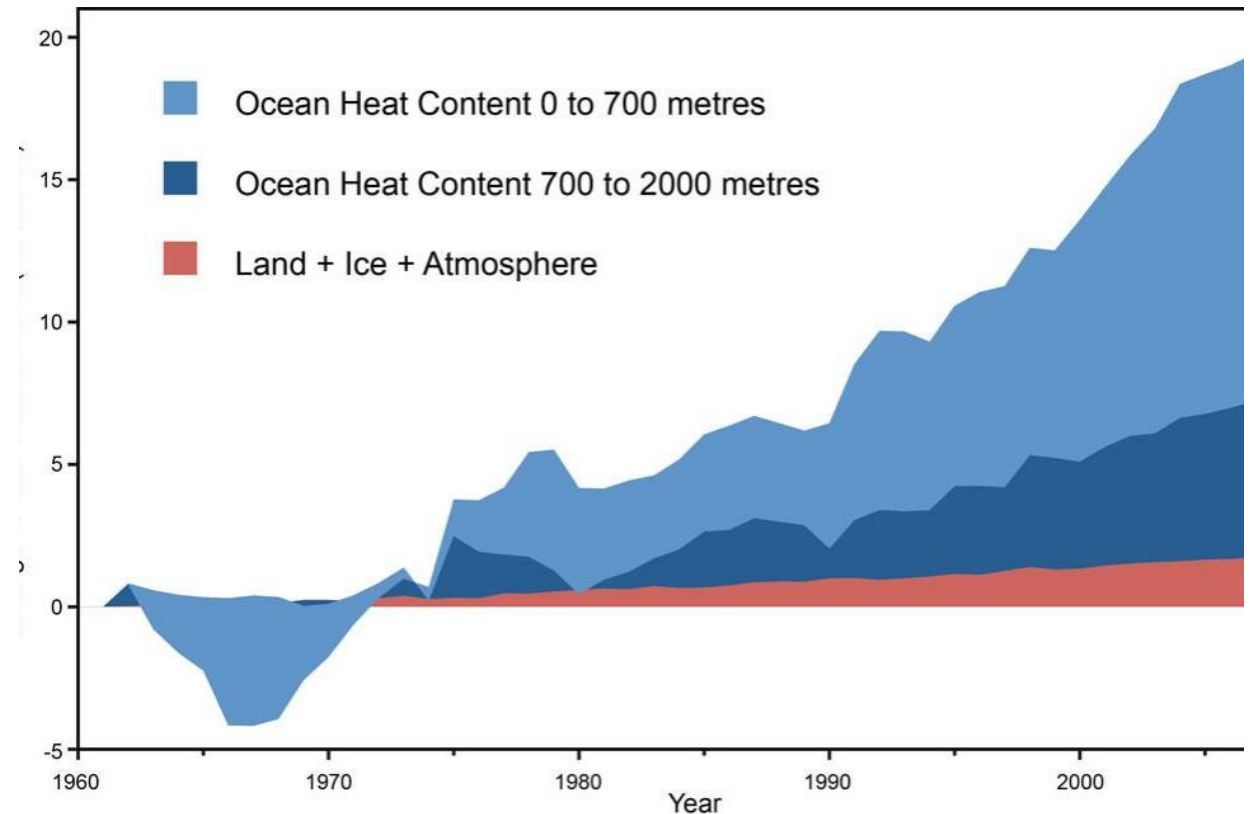 20
Ocean Heat Content 0 to 700 metres
15
Ocean Heat Content 700 to 2000 metres
Land + Ice + Atmosphere
10
5
0
-5
1960 1970 1980 1990 2000
Year